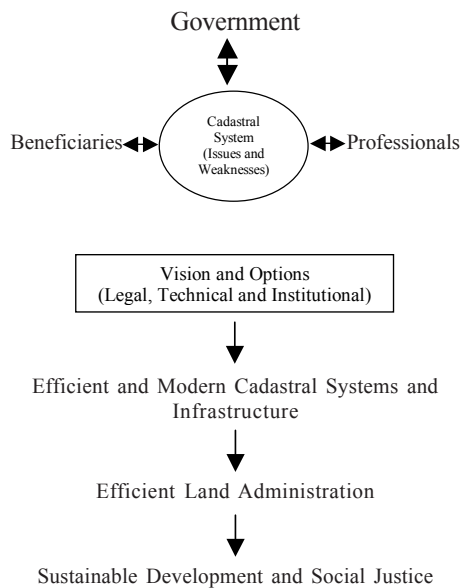 Government
Cadastral
System
(Issues and
Weaknesses)
Beneficiaries
Professionals
Vision and Options
(Legal, Technical and Institutional)
Efficient and Modern Cadastral Systems and
Infrastructure
Efficient Land Administration
Sustainable Development and Social Justice